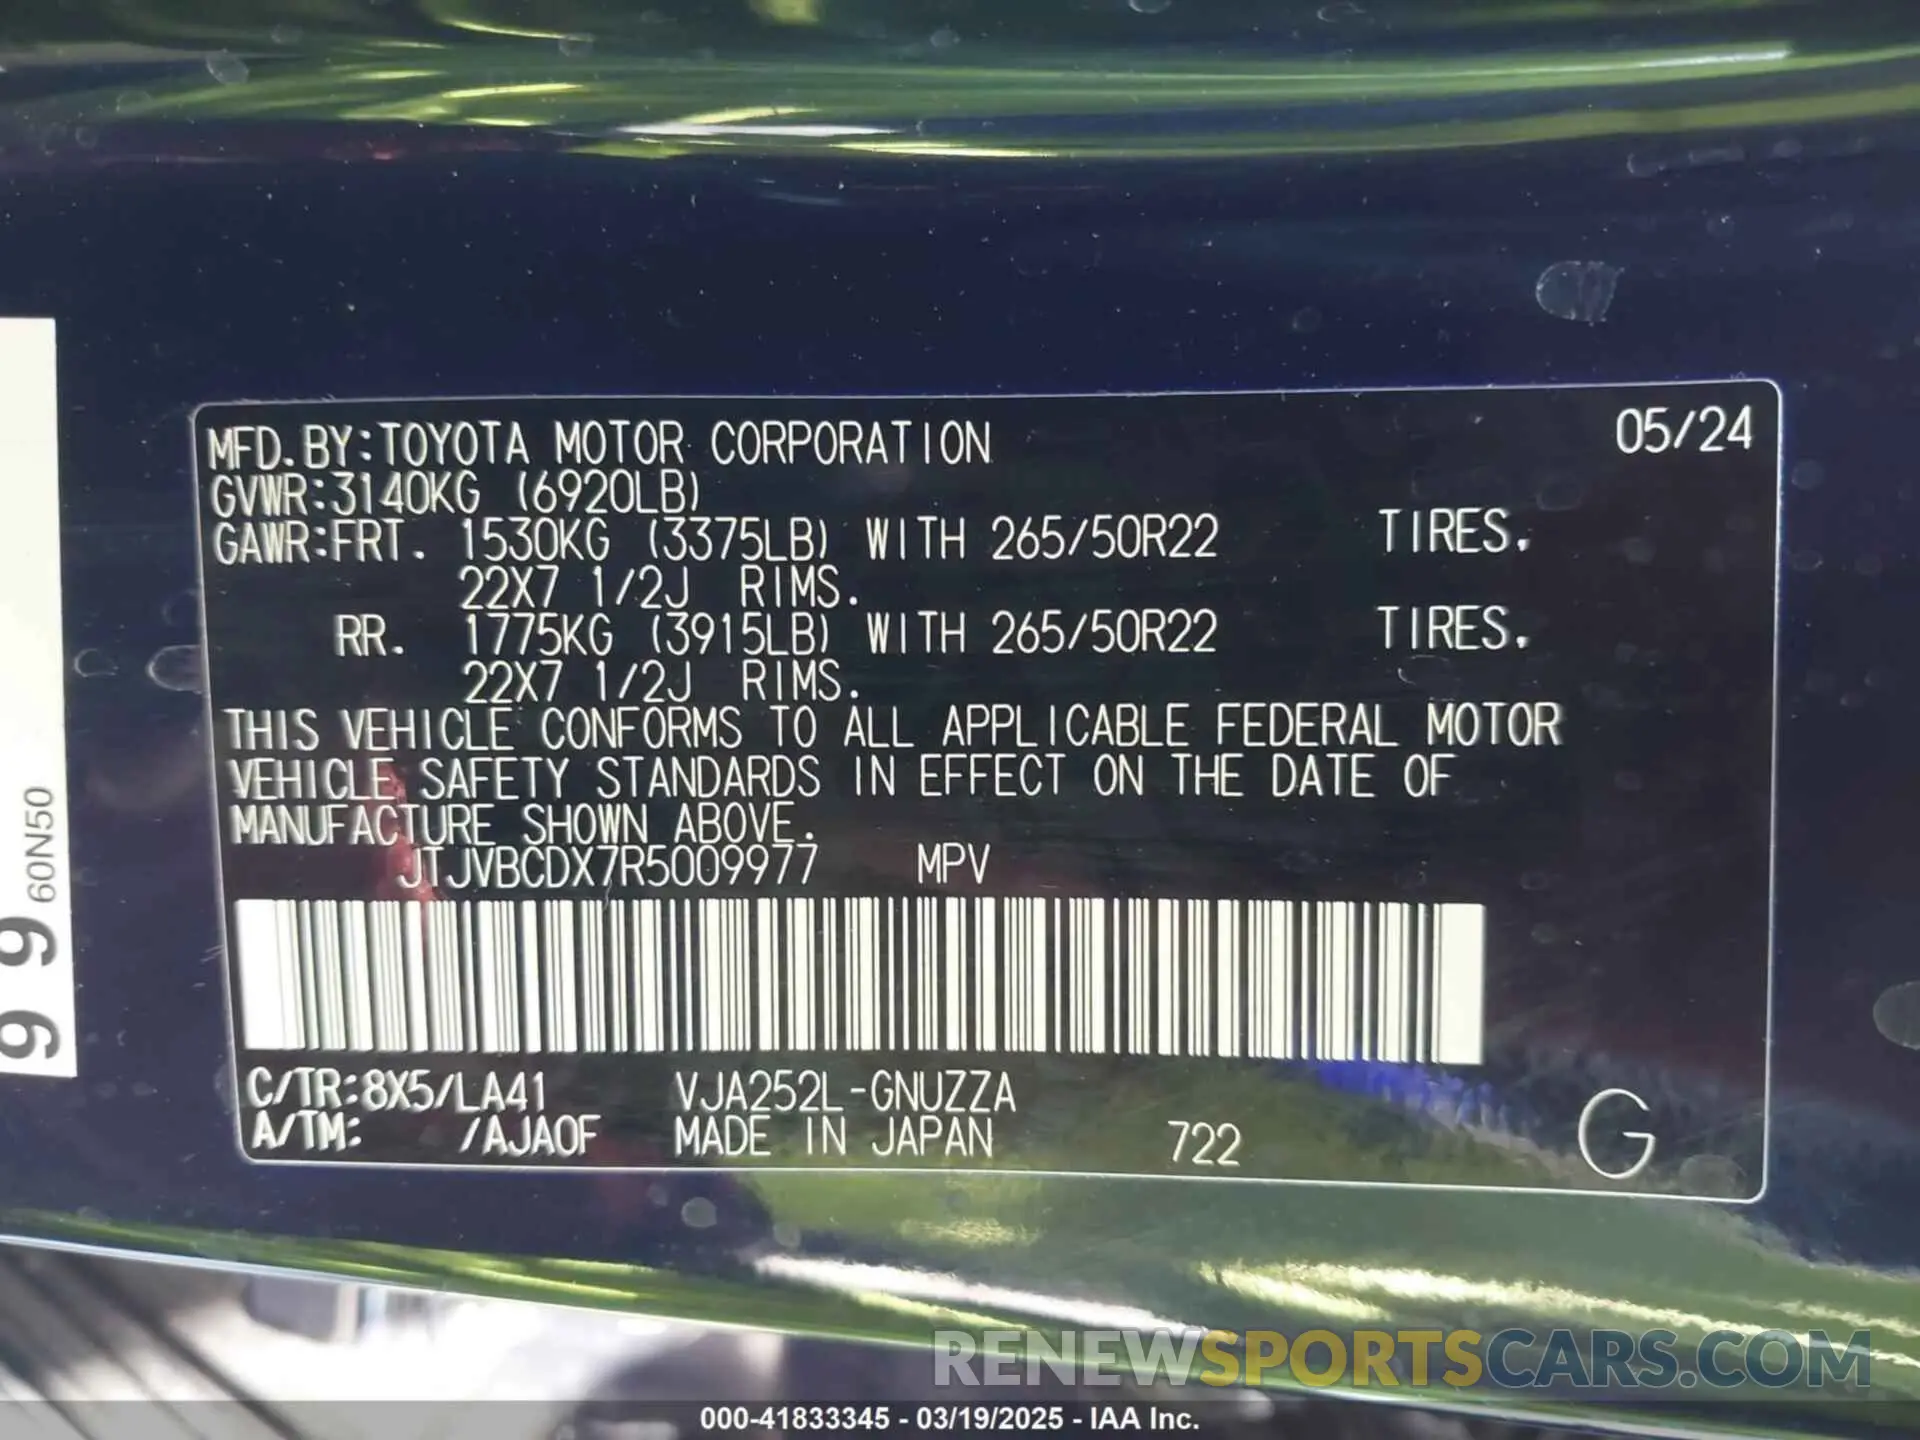 MFD.BY:TOYOTA MOTOR CORPORATION 05/24
GVWR:3140KG (6920LB)
GAWR:FRT. 1530KG (3375LB) WITH 265/50R22 TIRES.
22X7 1/2J RIMS.
RR. 1775KG (3915LB) WITH 265/50R22 TIRES.
22X7 1/2J RIMS.
THIS VEHICLE CONFORMS TO ALL APPLICABLE FEDERAL MOTOR
VEHICLE SAFETY STANDARDS IN EFFECT ON THE DATE OF
MANUFACTURE SHOWN ABOVE.
JTJVBCDX7R5009977 MPV
C/TR:8X5/LA41 VJA252L-GNUZZA
A/TM: /AJA0F MADE IN JAPAN 722 G
60N50
9 9
RENEWSPORTSCARS.COM
000-41833345 - 03/19/2025 - IAA Inc.